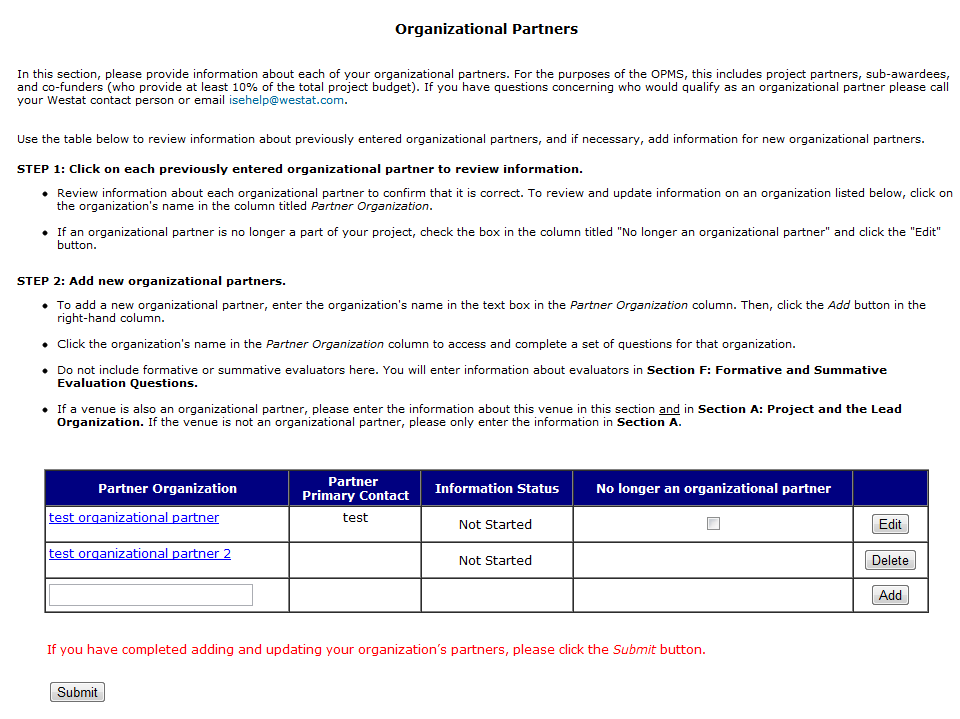 Organizational Partners
In this section, please provide information about each of your organizational partners. For the purposes of the OPMS, this includes project partners, sub-awardees,
and co-funders (who provide at least 10% of the total project budget). If you have questions concerning who would qualify as an organizational partner please call
your Westat contact person or email isehelp@westat.com.
Use the table below to review information about previously entered organizational partners, and if necessary, add information for new organizational partners.
STEP 1: Click on each previously entered organizational partner to review information.
• Review information about each organizational partner to confirm that it is correct. To review and update information on an organization listed below, click on
the organization's name in the column titled Partner Organization.
• If an organizational partner is no longer a part of your project, check the box in the column titled "No longer an organizational partner" and click the "Edit"
button.
STEP 2: Add new organizational partners.
• To add a new organizational partner, enter the organization's name in the text box in the Partner Organization column. Then, click the Add button in the
right-hand column.
• Click the organization's name in the Partner Organization column to access and complete a set of questions for that organization.
• Do not include formative or summative evaluators here. You will enter information about evaluators in Section F: Formative and Summative
Evaluation Questions.
• If a venue is also an organizational partner, please enter the information about this venue in this section and in Section A: Project and the Lead
Organization. If the venue is not an organizational partner, please only enter the information in Section A.
Partner Organization
Partner
Primary Contact
Information Status
No longer an organizational partner
test organizational partner
test
Not Started
Edit
test organizational partner 2
Not Started
Delete
Add
If you have completed adding and updating your organization’s partners, please click the Submit button.
Submit